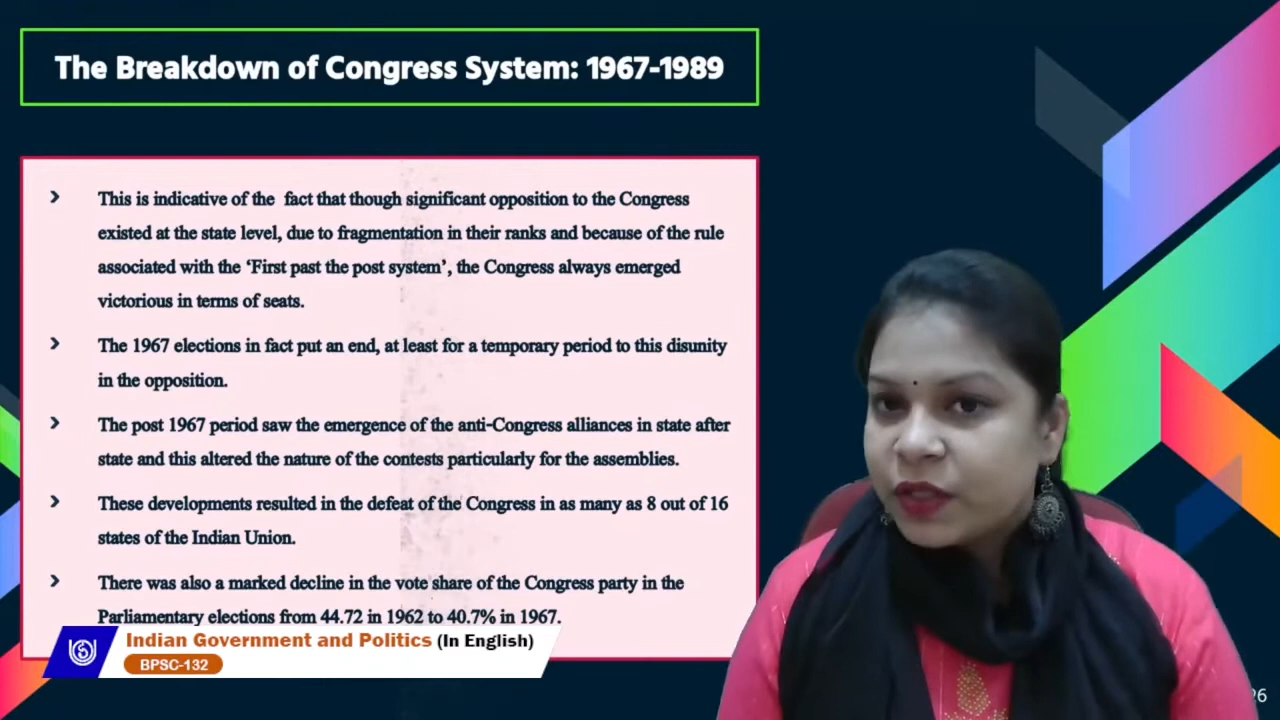 The Breakdown of Congress System: 1967-1989
This is indicative of the fact that though significant opposition to the Congress
existed at the state level, due to fragmentation in their ranks and because of the rule
associated with the ‘First past the post system’, the Congress always emerged
victorious in terms of seats.
The 1967 elections in fact put an end, at least for a temporary period to this disunity
in the opposition.
The post 1967 period saw the emergence of the anti-Congress alliances in state after
state and this altered the nature of the contests particularly for the assemblies.
These developments resulted in the defeat of the Congress in as many as 8 out of 16
states of the Indian Union.
There was also a marked decline in the vote share of the Congress party in the
Parliamentary elections from 44.72 in 1962 to 40.7% in 1967.
Indian Government and Politics (In English)
BPSC-132